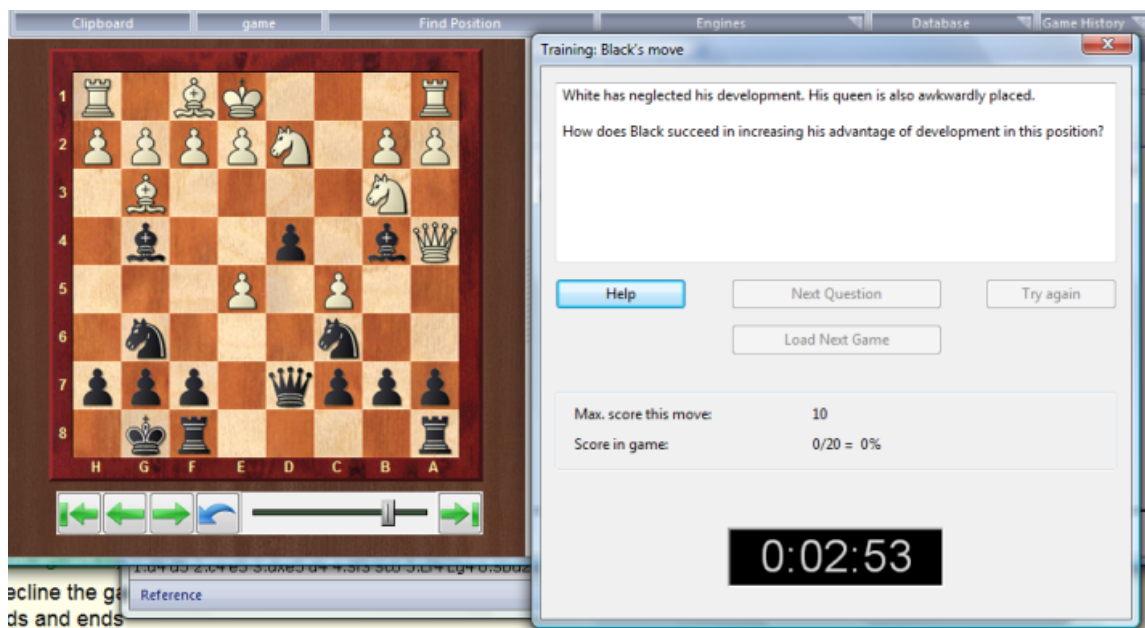 Clipboard
game
Find Position
Engines
Database
Game History
Training: Black's move
White has neglected his development. His queen is also awkwardly placed.
How does Black succeed in increasing his advantage of development in this position?
1
2
3
4
5
6
7
8
H G F E D C B A
Help
Next Question
Try again
Load Next Game
Max. score this move: 10
Score in game: 0/20 = 0%
0:02:53
ecline the ga
ds and ends
Reference